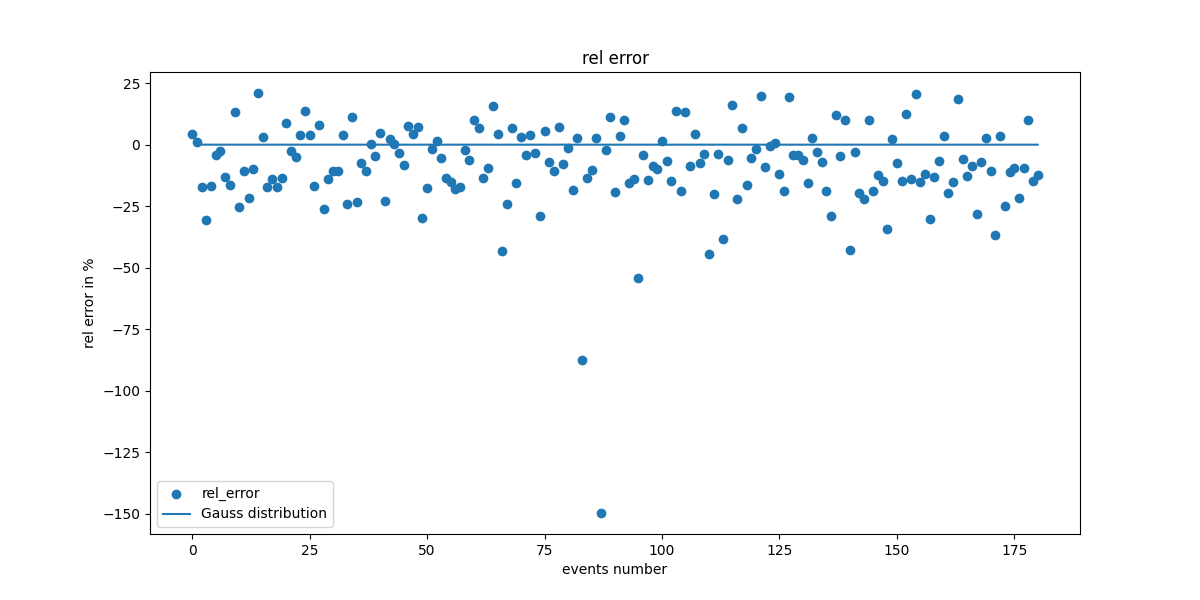 rel error
25
0
−25
−50
−75
−100
−125
−150
rel error in %
rel_error
Gauss distribution
0 25 50 75 100 125 150 175
events number